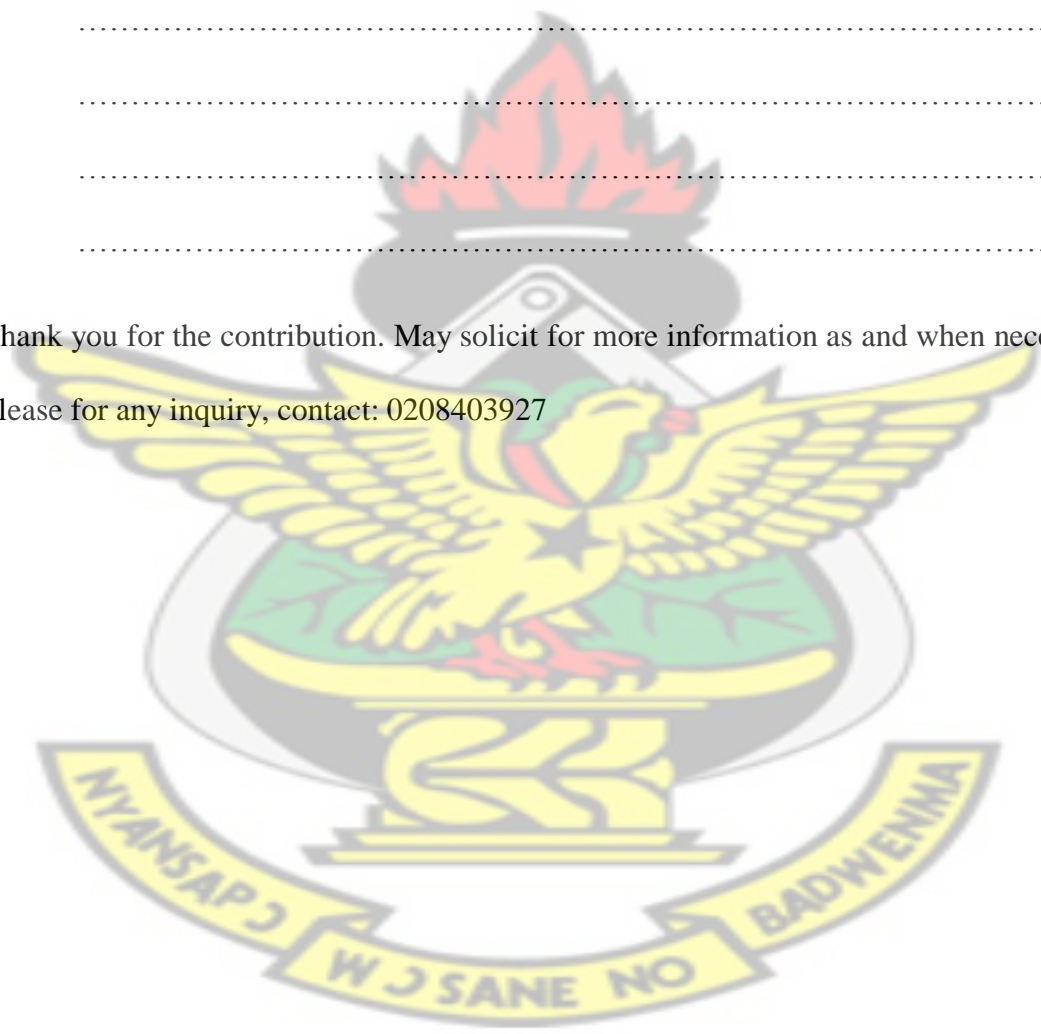 ………………………………………………………………………………………
………………………………………………………………………………………
………………………………………………………………………………………
………………………………………………………………………………………
hank you for the contribution. May solicit for more information as and when nece
lease for any inquiry, contact: 0208403927
NYANSAPƆ WƆ SANE NO BADWENMA